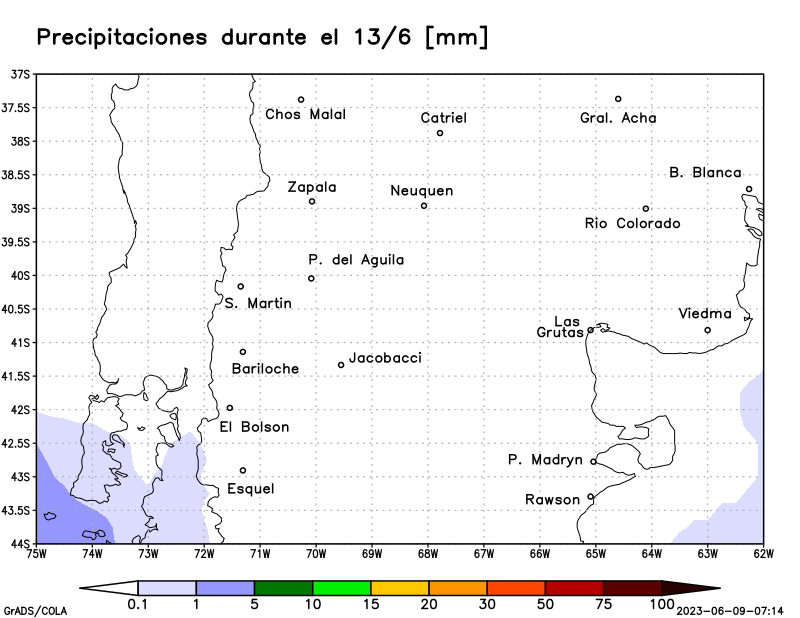 Precipitaciones durante el 13/6 [mm]
37S
37.5S
38S
38.5S
39S
39.5S
40S
40.5S
41S
41.5S
42S
42.5S
43S
43.5S
44S
Chos Malal
Catriel
Gral. Acha
B. Blanca
Zapala
Neuquen
Rio Colorado
P. del Aguila
S. Martin
Viedma
Las
Grutas
Jacobacci
Bariloche
El Bolson
P. Madryn
Esquel
Rawson
75W 74W 73W 72W 71W 70W 69W 68W 67W 66W 65W 64W 63W 62W
0.1 1 5 10 15 20 30 50 75 100
GrADS/COLA
2023-06-09-07:14